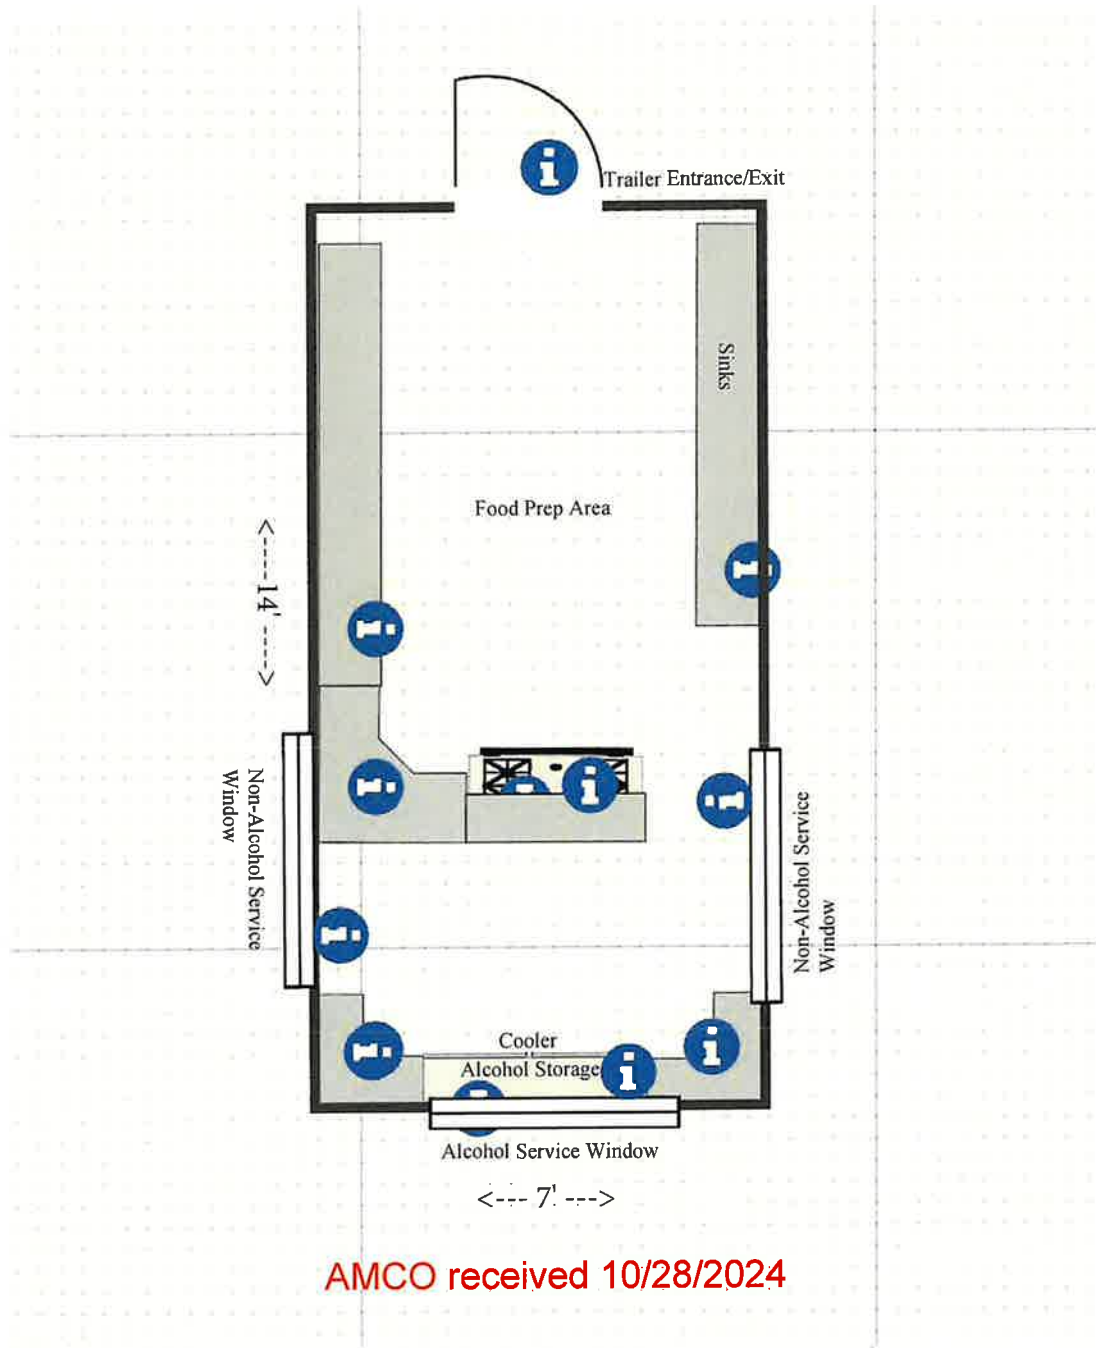 Trailer Entrance/Exit
Sinks
Food Prep Area
<----14' ---->
Non-Alcohol Service
Window
Non-Alcohol Service
Window
Cooler
Alcohol Storage
Alcohol Service Window
<--- 7' --->
AMCO received 10/28/2024